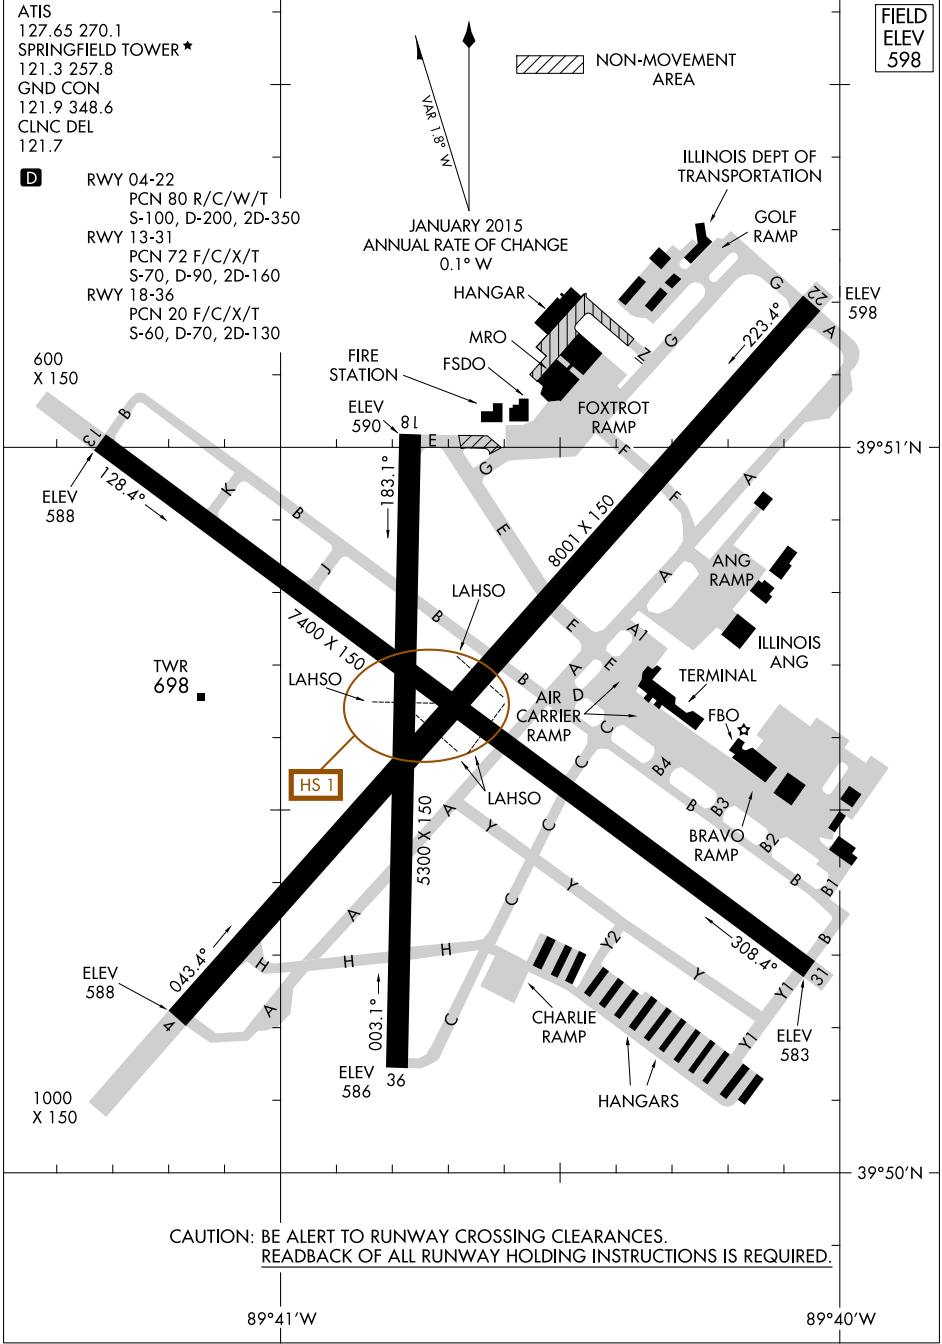 ATIS
127.65 270.1
SPRINGFIELD TOWER★
121.3 257.8
GND CON
121.9 348.6
CLNC DEL
121.7
FIELD
ELEV
598
NON-MOVEMENT
AREA
VAR 1.8° W
JANUARY 2015
ANNUAL RATE OF CHANGE
0.1° W
D
RWY 04-22
PCN 80 R/C/W/T
S-100, D-200, 2D-350
RWY 13-31
PCN 72 F/C/X/T
S-70, D-90, 2D-160
RWY 18-36
PCN 20 F/C/X/T
S-60, D-70, 2D-130
ILLINOIS DEPT OF
TRANSPORTATION
GOLF
RAMP
G
22
ELEV
598
A
223.4°
HANGAR
MRO
FSDO
Z
G
FIRE
STATION
FOXTROT
RAMP
600
X 150
B
13
ELEV
588
128.4°
ELEV
590
18
E
G
183.1°
F
39°51'N
K
B
J
E
F
A
8001 X 150
ANG
RAMP
A
ILLINOIS
ANG
LAHSO
B
E
A1
E
7400 X 150
TWR
698
LAHSO
B
A
D
AIR
CARRIER
RAMP
C
TERMINAL
FBO
HS 1
LAHSO
C
B4
B
B3
B2
BRAVO
RAMP
B
B1
B
5300 X 150
A
Y
C
C
Y
A
H
H
H
Y2
Y
308.4°
31
Y1
Y1
ELEV
583
043.4°
ELEV
588
4
A
003.1°
C
CHARLIE
RAMP
HANGARS
ELEV
586
36
1000
X 150
39°50'N
CAUTION: BE ALERT TO RUNWAY CROSSING CLEARANCES.
READBACK OF ALL RUNWAY HOLDING INSTRUCTIONS IS REQUIRED.
89°41'W
89°40'W